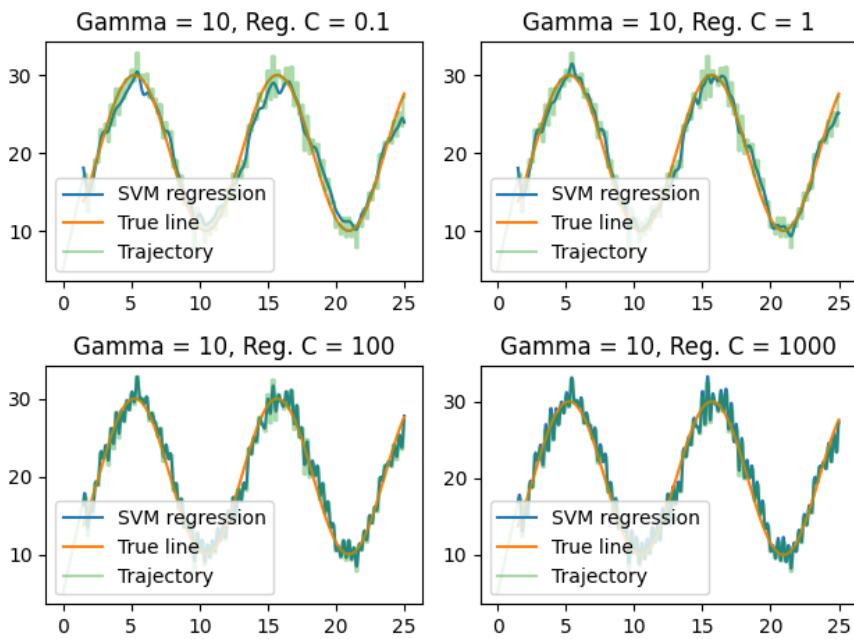 Gamma = 10, Reg. C = 0.1
30
20
10
SVM regression
True line
Trajectory
0 5 10 15 20 25
Gamma = 10, Reg. C = 1
30
20
10
SVM regression
True line
Trajectory
0 5 10 15 20 25
Gamma = 10, Reg. C = 100
30
20
10
SVM regression
True line
Trajectory
0 5 10 15 20 25
Gamma = 10, Reg. C = 1000
30
20
10
SVM regression
True line
Trajectory
0 5 10 15 20 25